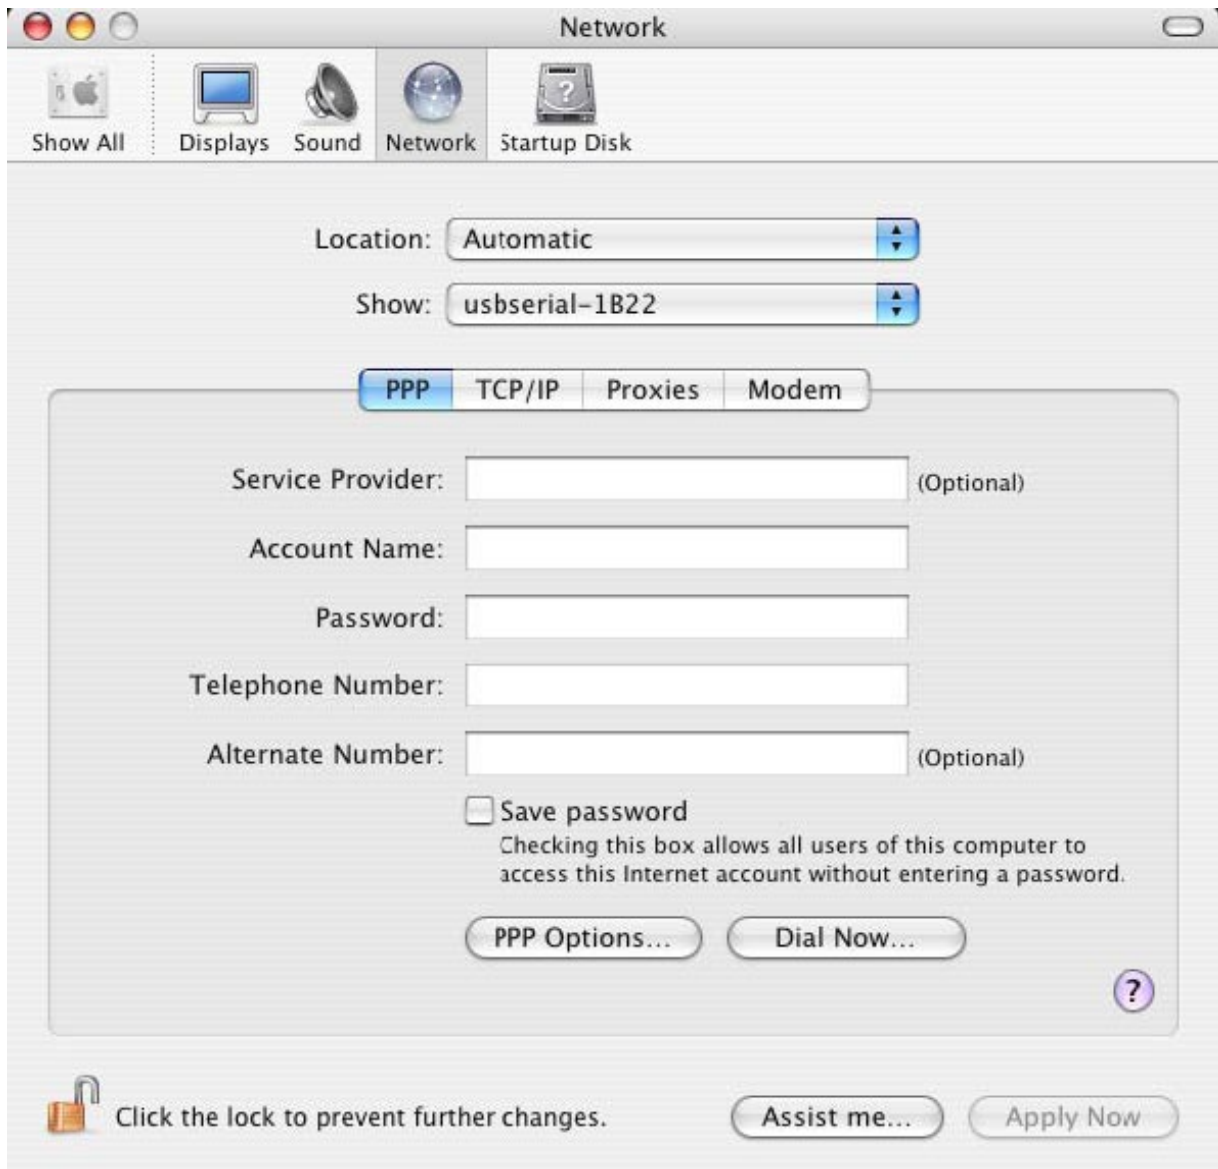 Network
Show All
Displays
Sound
Network
Startup Disk
Location: Automatic
Show: usbserial-1B22
PPP TCP/IP Proxies Modem
Service Provider: (Optional)
Account Name:
Password:
Telephone Number:
Alternate Number: (Optional)
Save password
Checking this box allows all users of this computer to
access this Internet account without entering a password.
PPP Options... Dial Now...
?
Click the lock to prevent further changes. Assist me... Apply Now